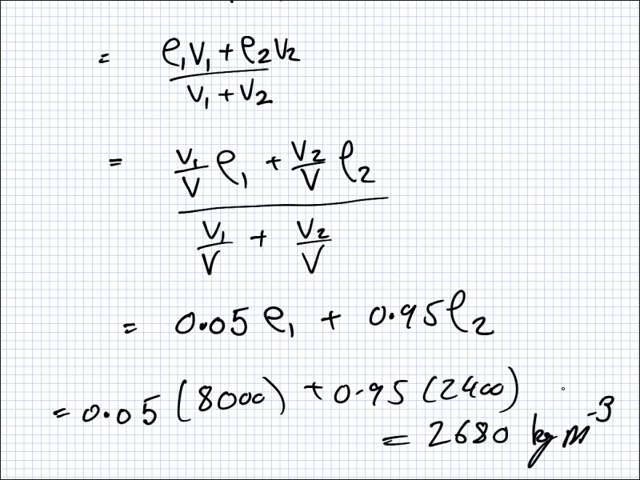 = ρ₁V₁ + ρ₂V₂ / V₁ + V₂
= V₁/V ρ₁ + V₂/V ρ₂ / V₁/V + V₂/V
= 0.05 ρ₁ + 0.95 ρ₂
= 0.05 (8000) + 0.95 (2400)
= 2680 kg m⁻³